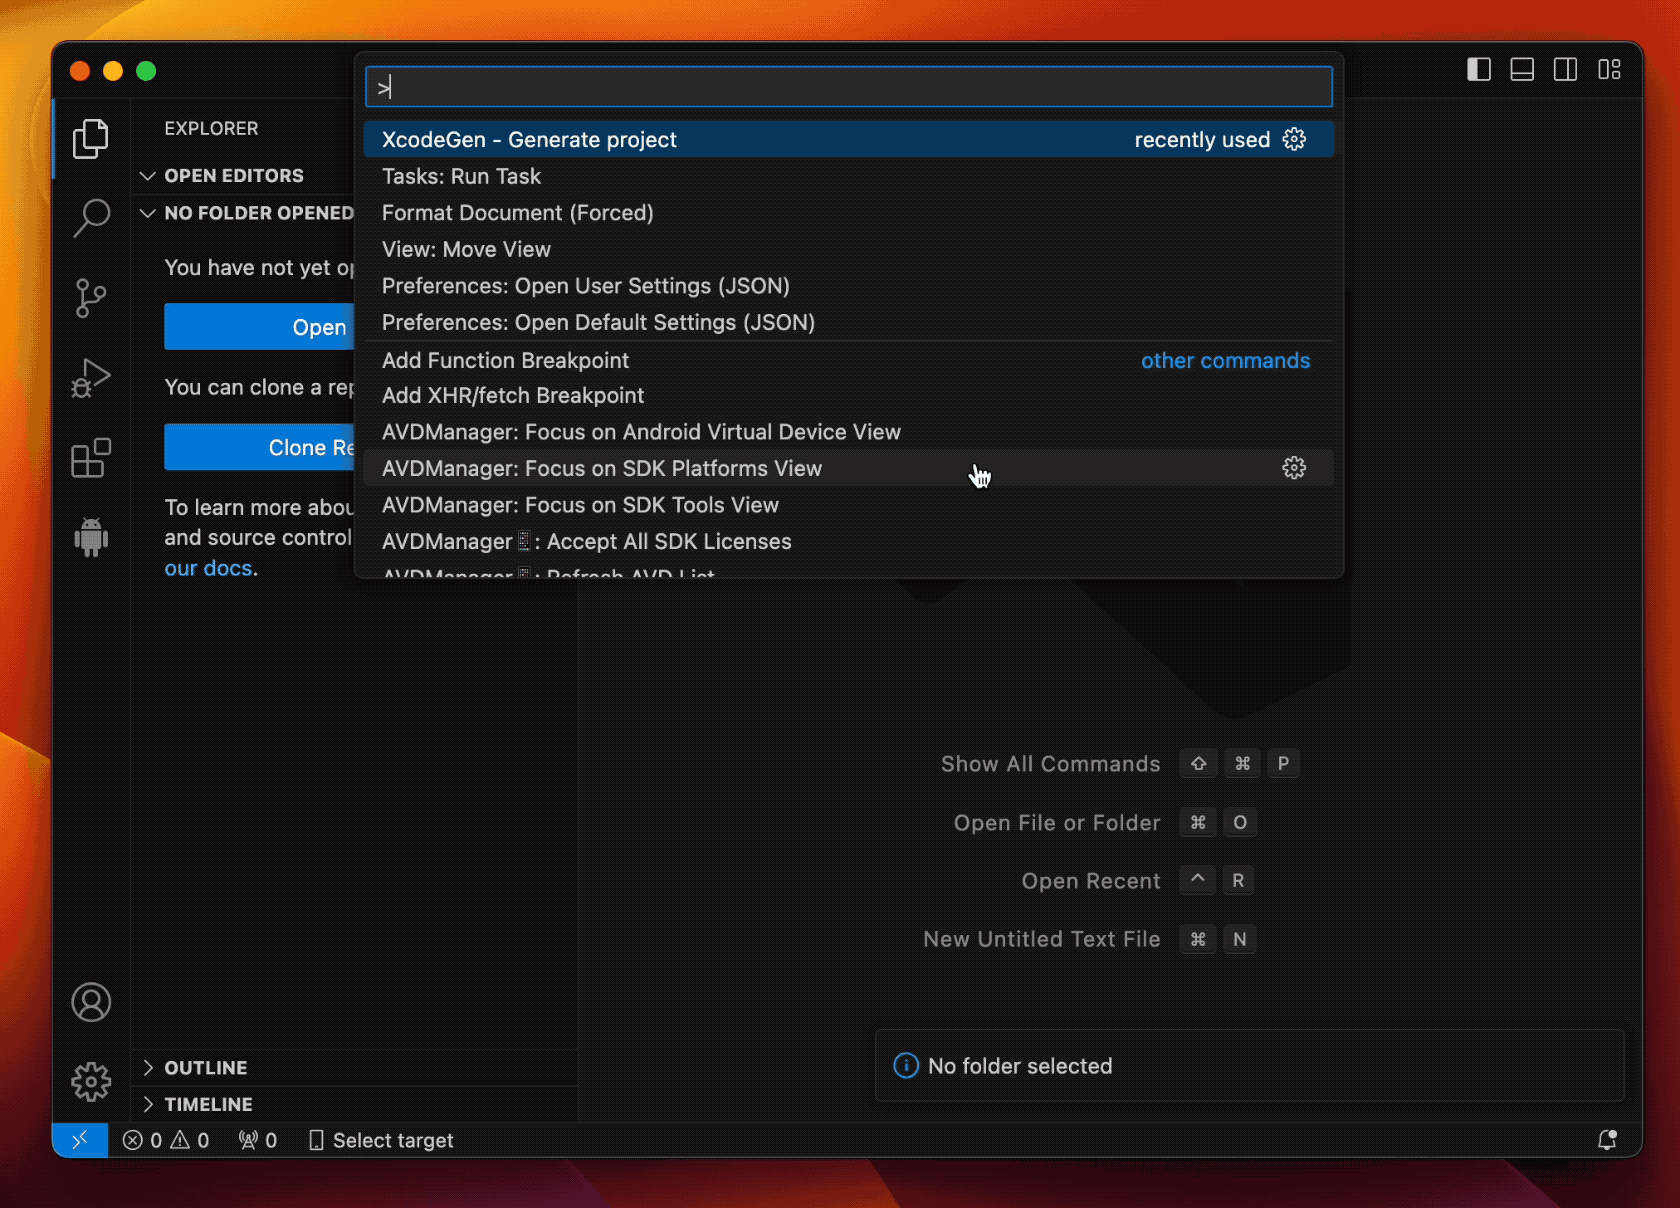 >
XcodeGen - Generate project recently used
Tasks: Run Task
Format Document (Forced)
View: Move View
Preferences: Open User Settings (JSON)
Preferences: Open Default Settings (JSON)
Add Function Breakpoint other commands
Add XHR/fetch Breakpoint
AVDManager: Focus on Android Virtual Device View
AVDManager: Focus on SDK Platforms View
AVDManager: Focus on SDK Tools View
AVDManager📱: Accept All SDK Licenses
AVDManager📱: Refresh AVD List
EXPLORER
OPEN EDITORS
NO FOLDER OPENED
You have not yet op
Open
You can clone a rep
Clone Re
To learn more abou
and source control
our docs.
Show All Commands ⇧ ⌘ P
Open File or Folder ⌘ O
Open Recent ^ R
New Untitled Text File ⌘ N
No folder selected
OUTLINE
TIMELINE
0 0 0 Select target